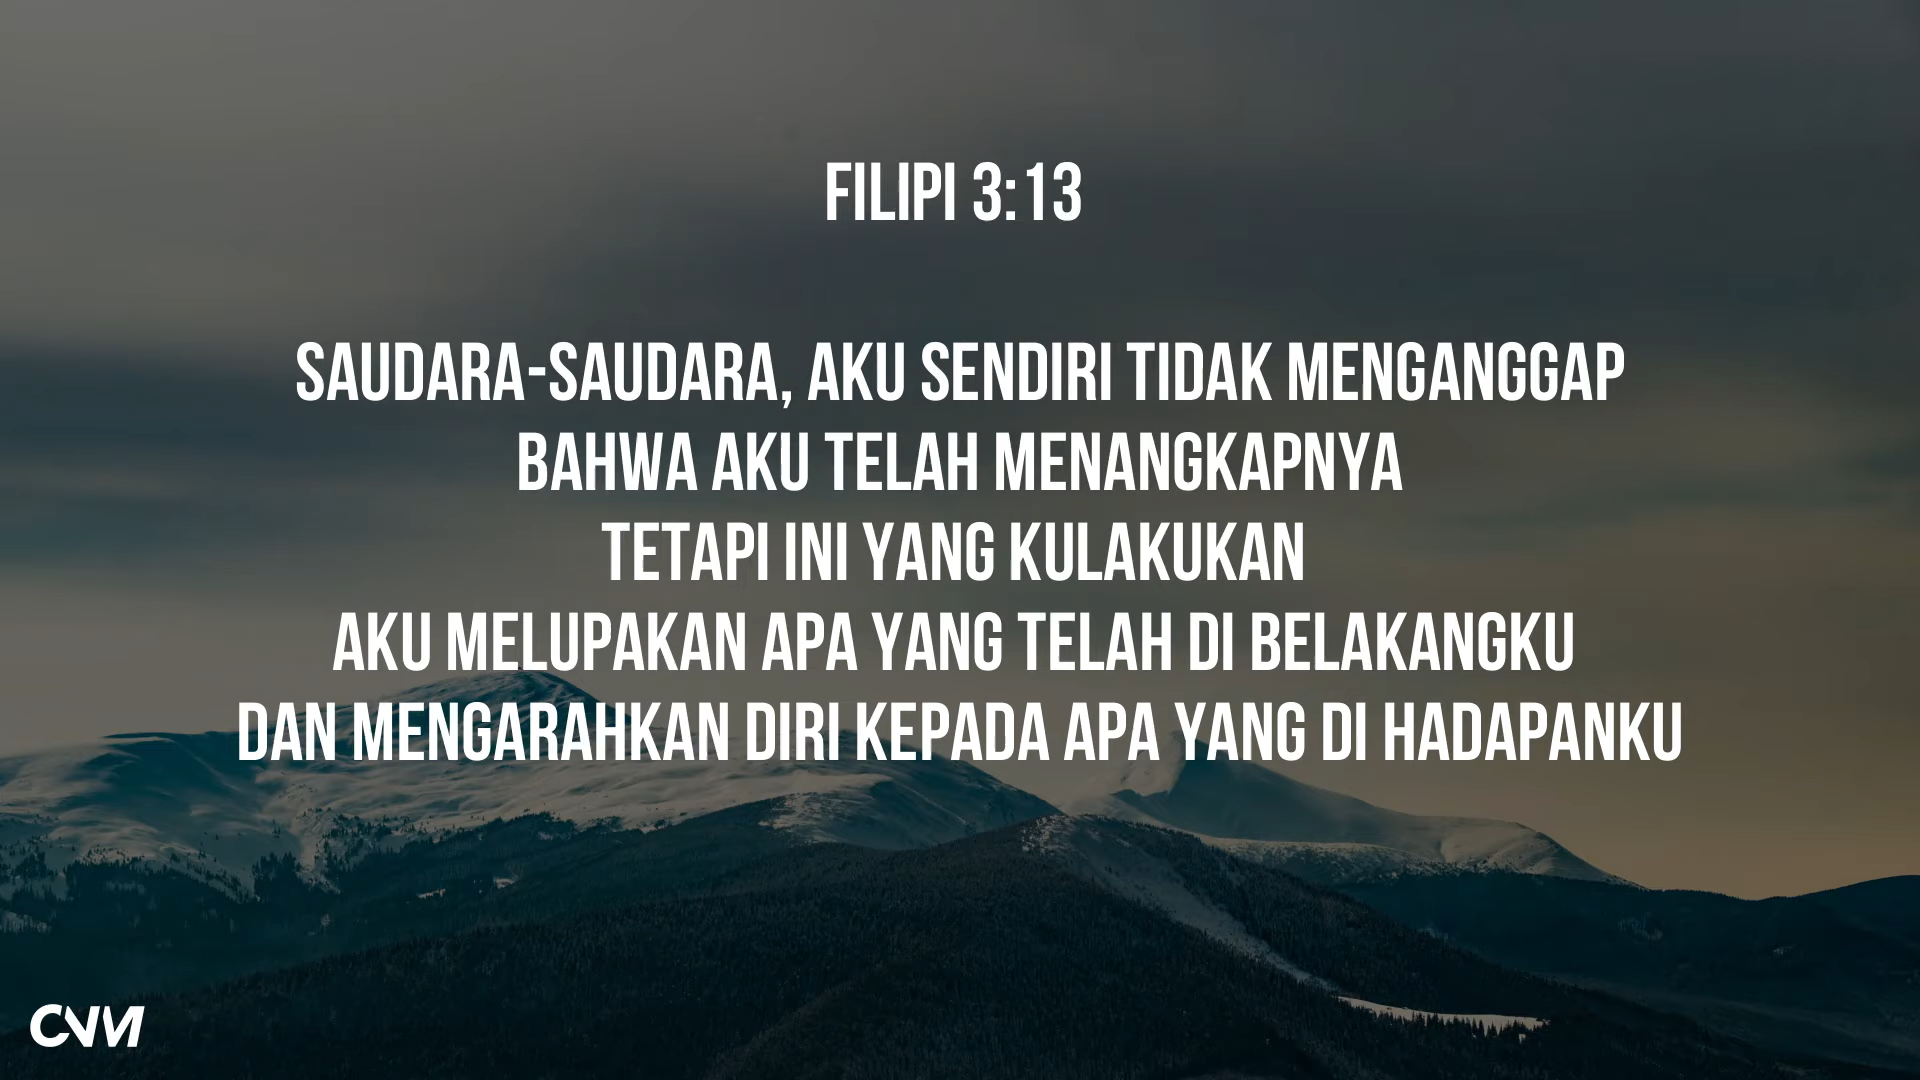 FILIPI 3:13
SAUDARA-SAUDARA, AKU SENDIRI TIDAK MENGANGGAP
BAHWA AKU TELAH MENANGKAPNYA
TETAPI INI YANG KULAKUKAN
AKU MELUPAKAN APA YANG TELAH DI BELAKANGKU
DAN MENGARAHKAN DIRI KEPADA APA YANG DI HADAPANKU
CNM